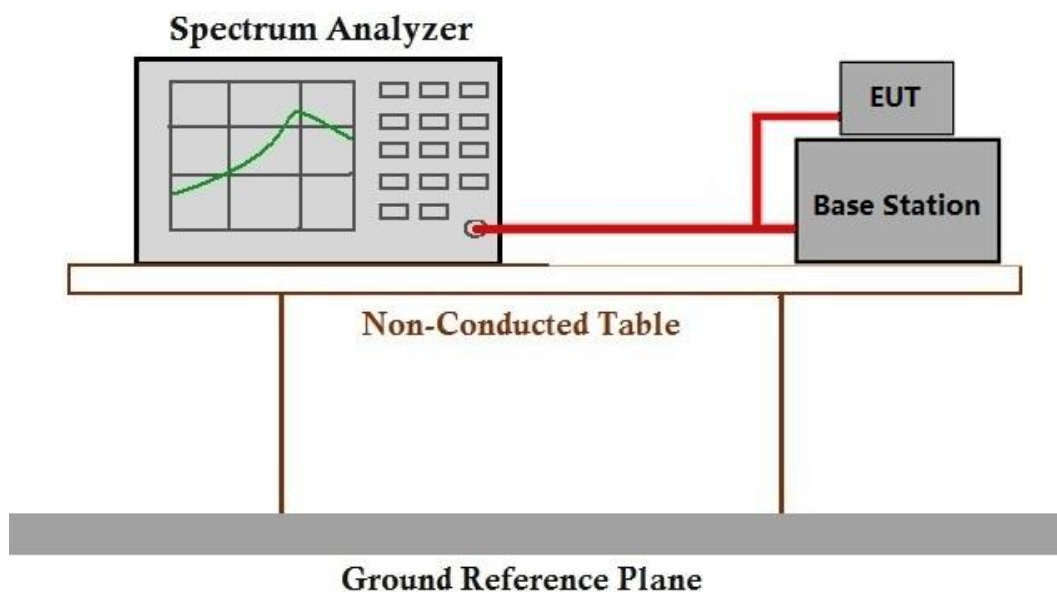 Spectrum Analyzer
EUT
Base Station
Non-Conducted Table
Ground Reference Plane